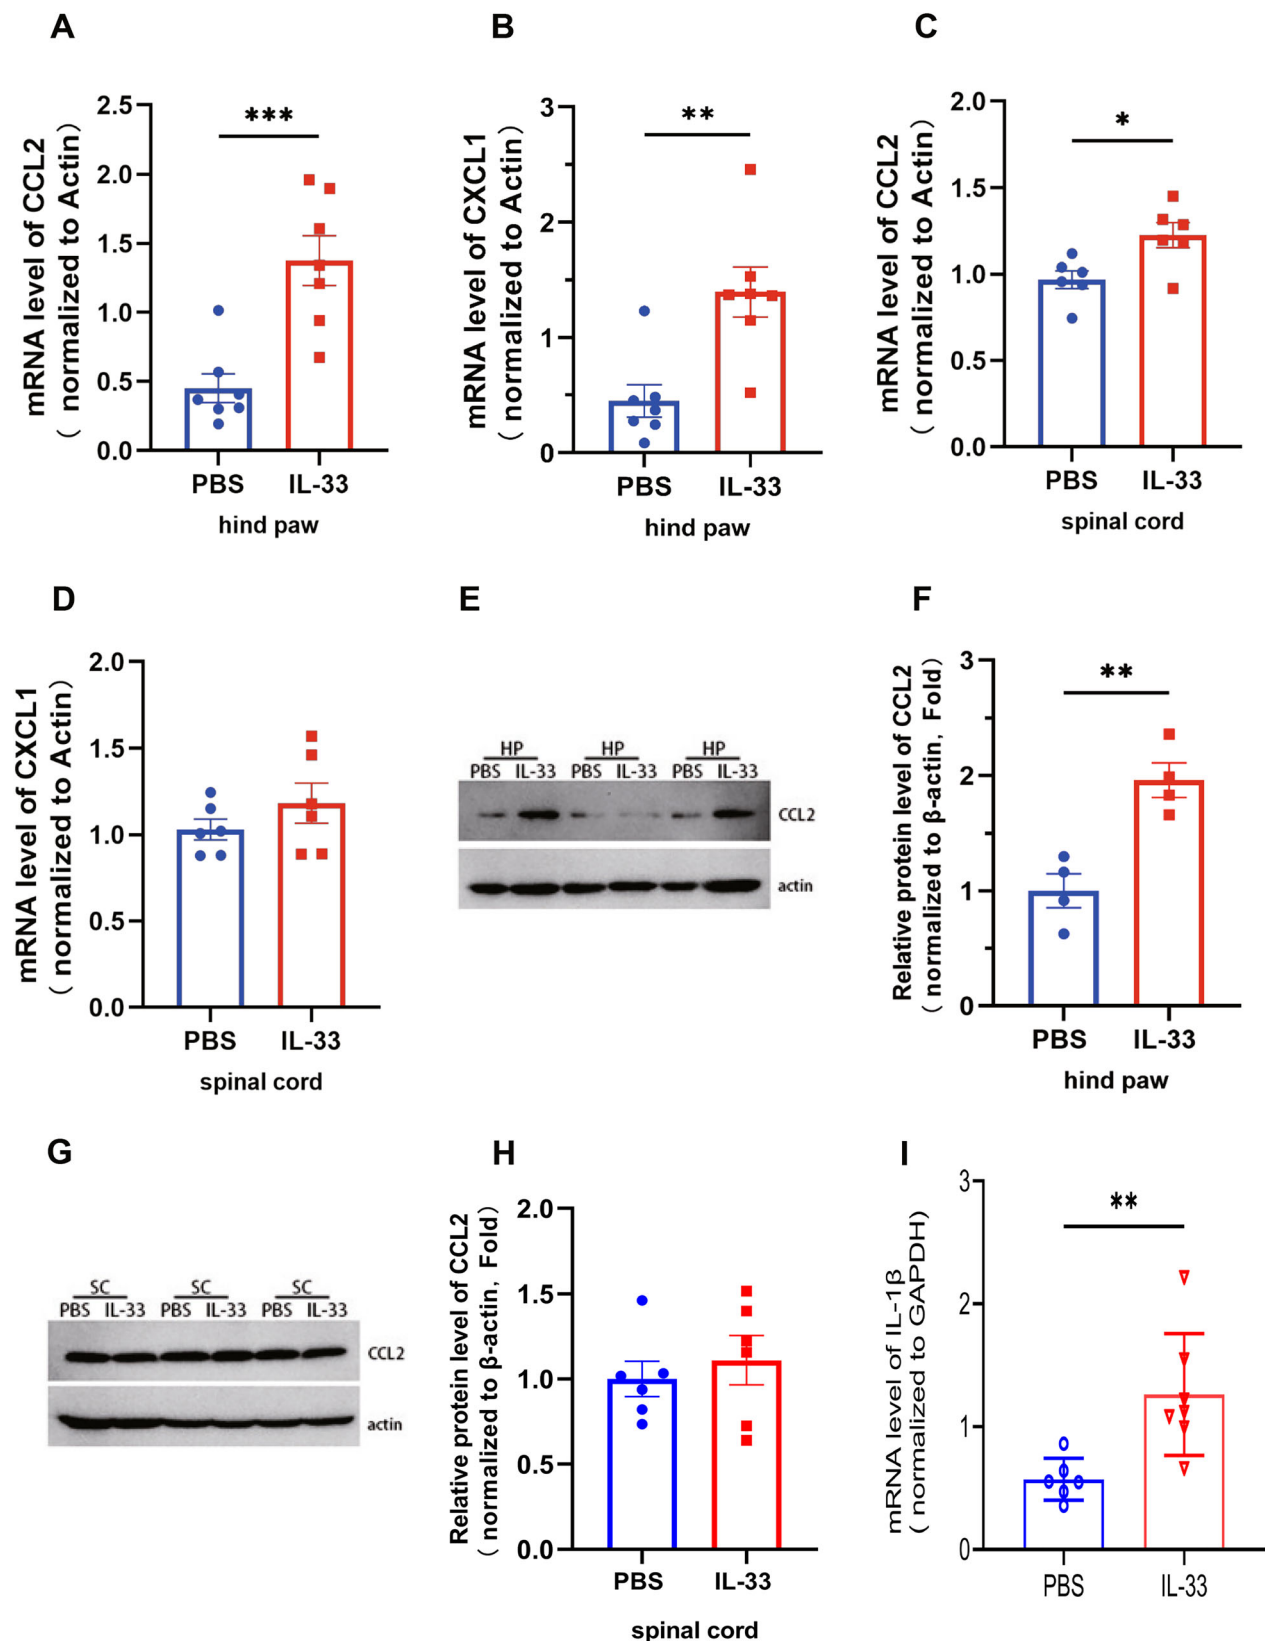 A
mRNA level of CCL2
( normalized to Actin)
2.5
2.0
1.5
1.0
0.5
0.0
***
PBS IL-33
hind paw
B
mRNA level of CXCL1
( normalized to Actin)
3
2
1
0
**
PBS IL-33
hind paw
C
mRNA level of CCL2
( normalized to Actin)
2.0
1.5
1.0
0.5
0.0
*
PBS IL-33
spinal cord
D
mRNA level of CXCL1
( normalized to Actin)
2.0
1.5
1.0
0.5
0.0
PBS IL-33
spinal cord
E
HP HP HP
PBS IL-33 PBS IL-33 PBS IL-33
CCL2
actin
F
Relative protein level of CCL2
( normalized to β-actin, Fold)
3
2
1
0
**
PBS IL-33
hind paw
G
SC SC SC
PBS IL-33 PBS IL-33 PBS IL-33
CCL2
actin
H
Relative protein level of CCL2
( normalized to β-actin, Fold)
2.0
1.5
1.0
0.5
0.0
PBS IL-33
spinal cord
I
mRNA level of IL-1β
( normalized to GAPDH)
3
2
1
0
**
PBS IL-33